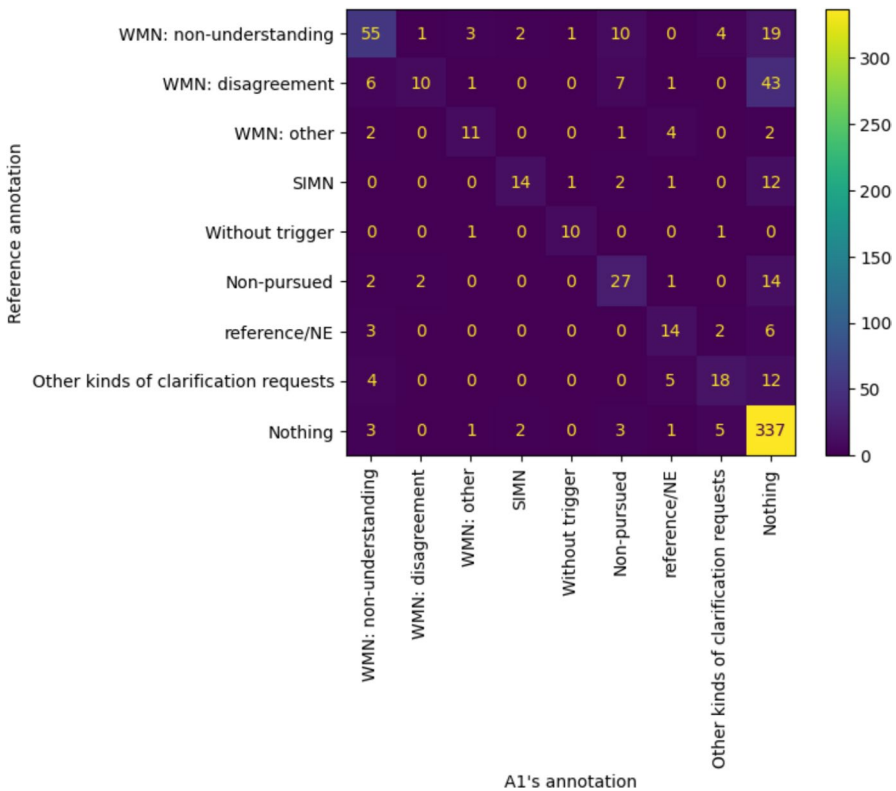 WMN: non-understanding 55 1 3 2 1 10 0 4 19
WMN: disagreement 6 10 1 0 0 7 1 0 43
WMN: other 2 0 11 0 0 1 4 0 2
SIMN 0 0 0 14 1 2 1 0 12
Without trigger 0 0 1 0 10 0 0 1 0
Non-pursued 2 2 0 0 0 27 1 0 14
reference/NE 3 0 0 0 0 0 14 2 6
Other kinds of clarification requests 4 0 0 0 0 5 18 12
Nothing 3 0 1 2 0 3 1 5 337
Reference annotation
WMN: non-understanding
WMN: disagreement
WMN: other
SIMN
Without trigger
Non-pursued
reference/NE
Other kinds of clarification requests
Nothing
A1's annotation
300
250
200
150
100
50
0